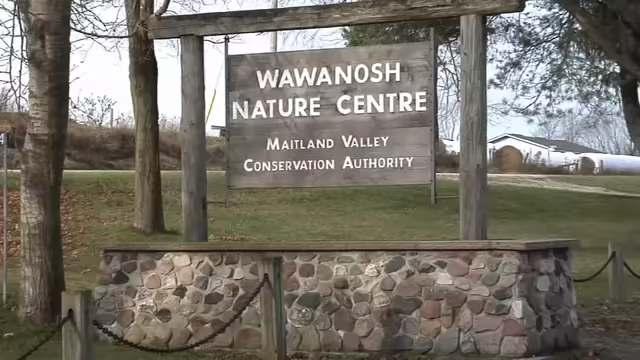 WAWANOSH
NATURE CENTRE
MAITLAND VALLEY
CONSERVATION AUTHORITY